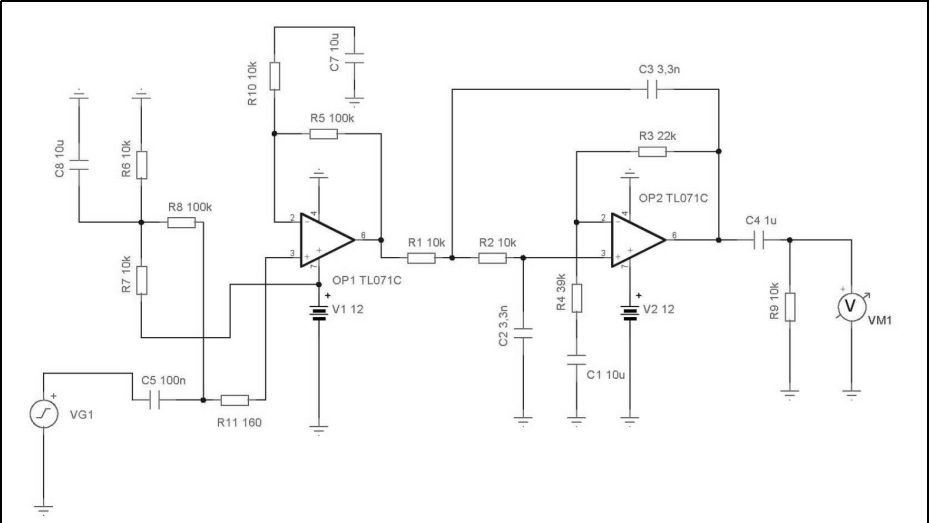 C7 10u
R10 10k
C3 3,3n
R5 100k
R3 22k
C8 10u
R6 10k
R8 100k
2
4
6
3
7
OP1 TL071C
R1 10k
R2 10k
2
4
6
3
7
OP2 TL071C
C4 1u
R7 10k
+
V1 12
C2 3,3n
R4 39k
+
V2 12
R9 10k
+
V
VM1
C1 10u
C5 100n
R11 160
+
VG1